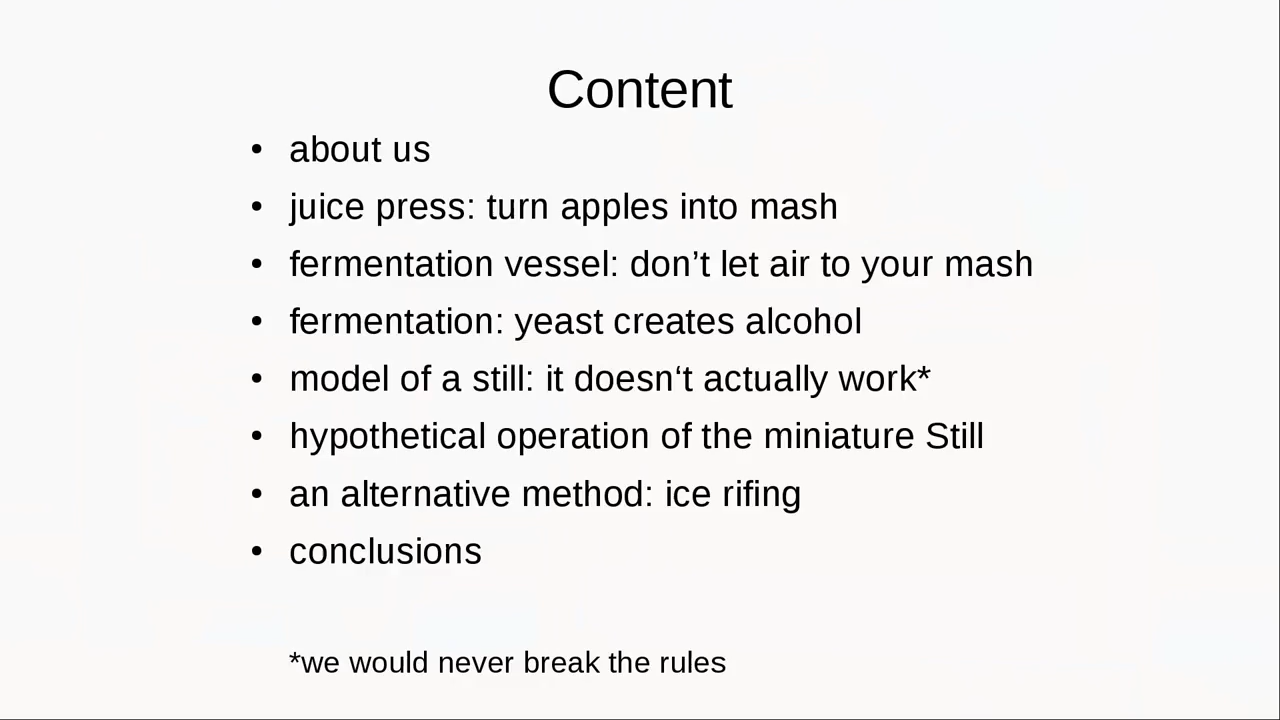 Content
• about us
• juice press: turn apples into mash
• fermentation vessel: don’t let air to your mash
• fermentation: yeast creates alcohol
• model of a still: it doesn‘t actually work*
• hypothetical operation of the miniature Still
• an alternative method: ice rifing
• conclusions
*we would never break the rules